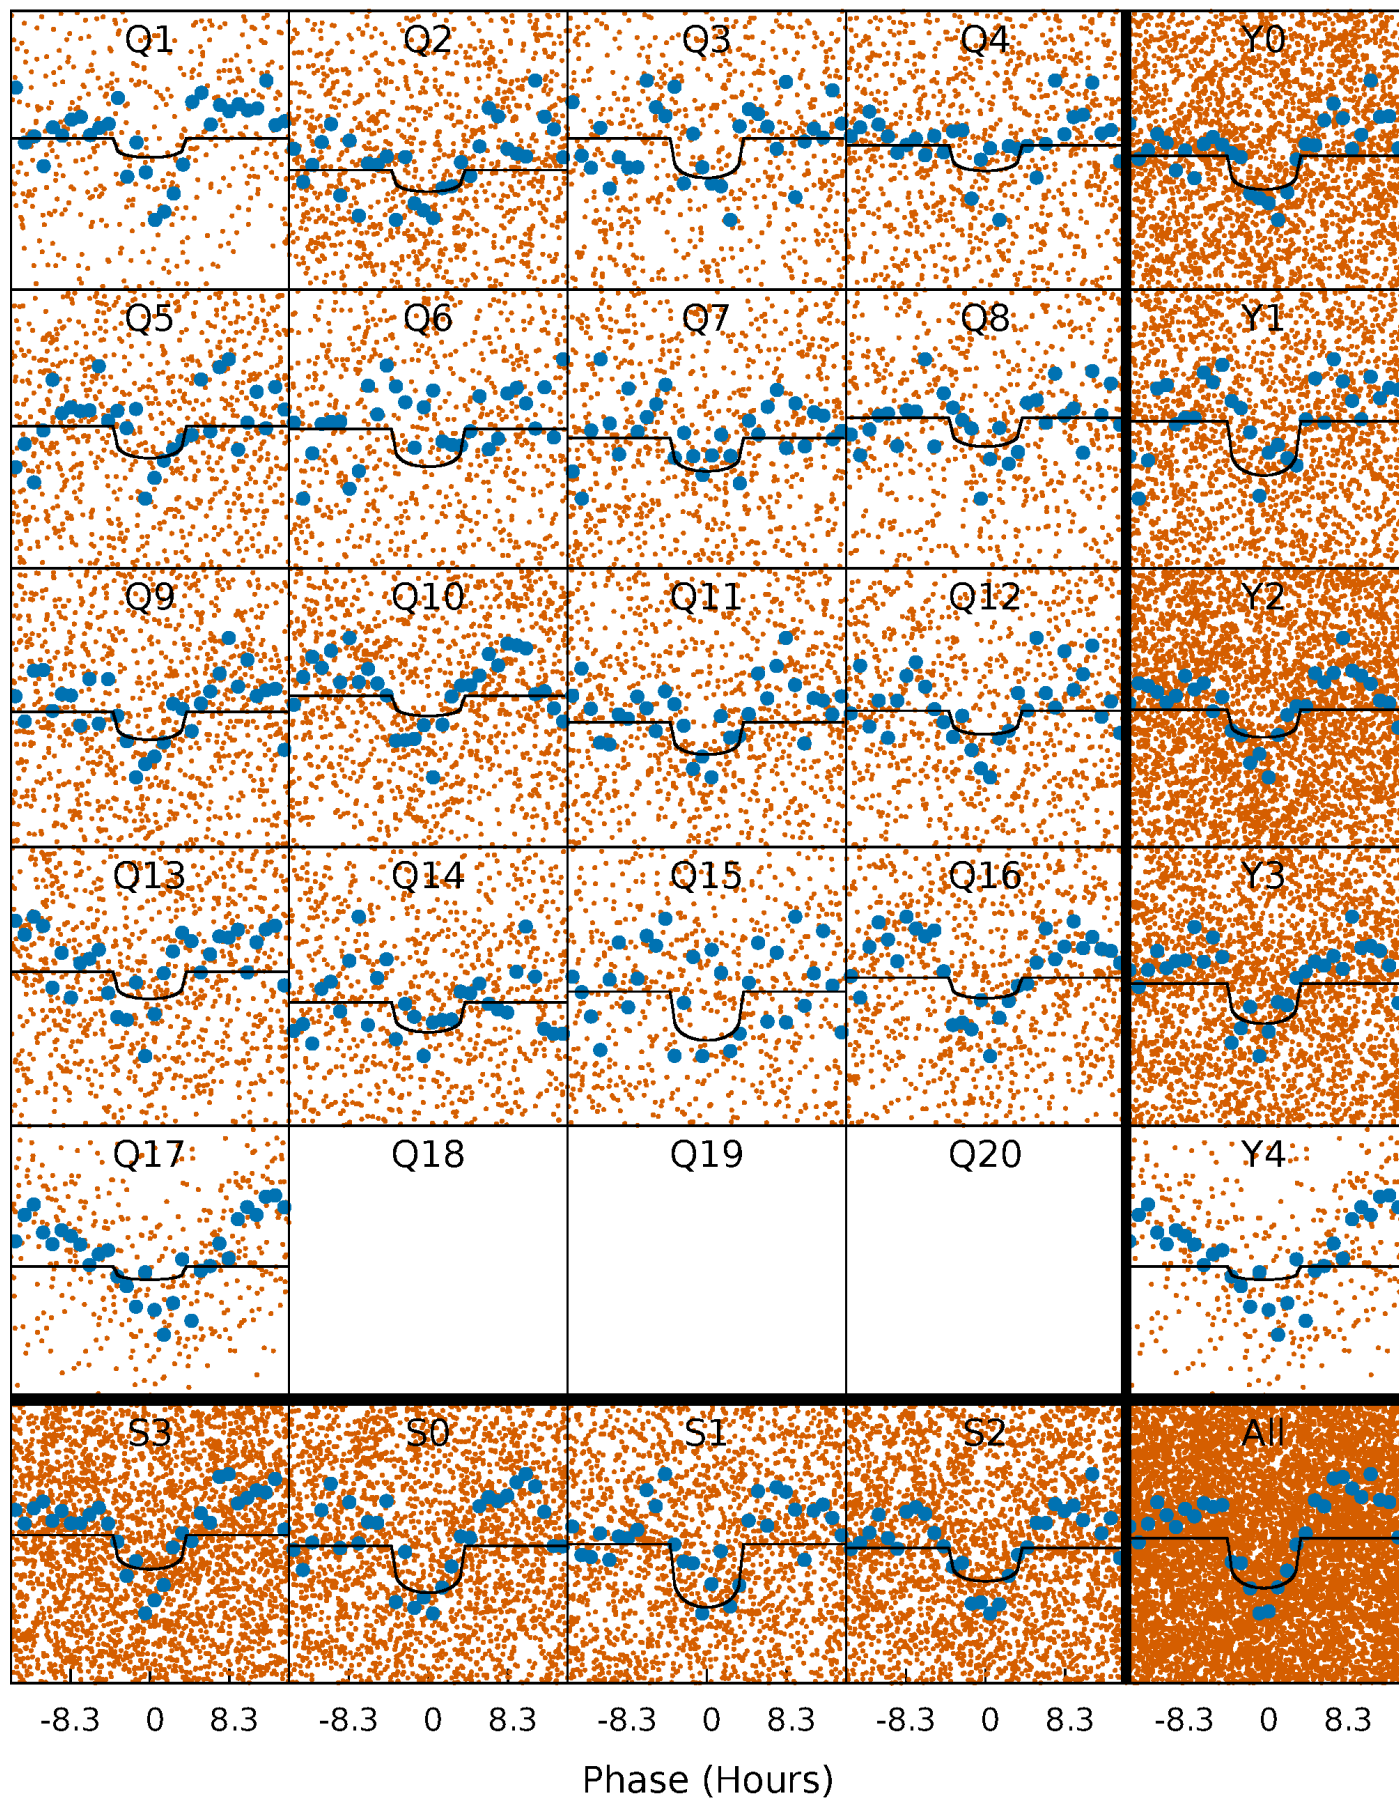 Q1 Q2 Q3 Q4 Y0
Q5 Q6 Q7 Q8 Y1
Q9 Q10 Q11 Q12 Y2
Q13 Q14 Q15 Q16 Y3
Q17 Q18 Q19 Q20 Y4
S3 S0 S1 S2 All
-8.3 0 8.3 -8.3 0 8.3 -8.3 0 8.3 -8.3 0 8.3 -8.3 0 8.3
Phase (Hours)